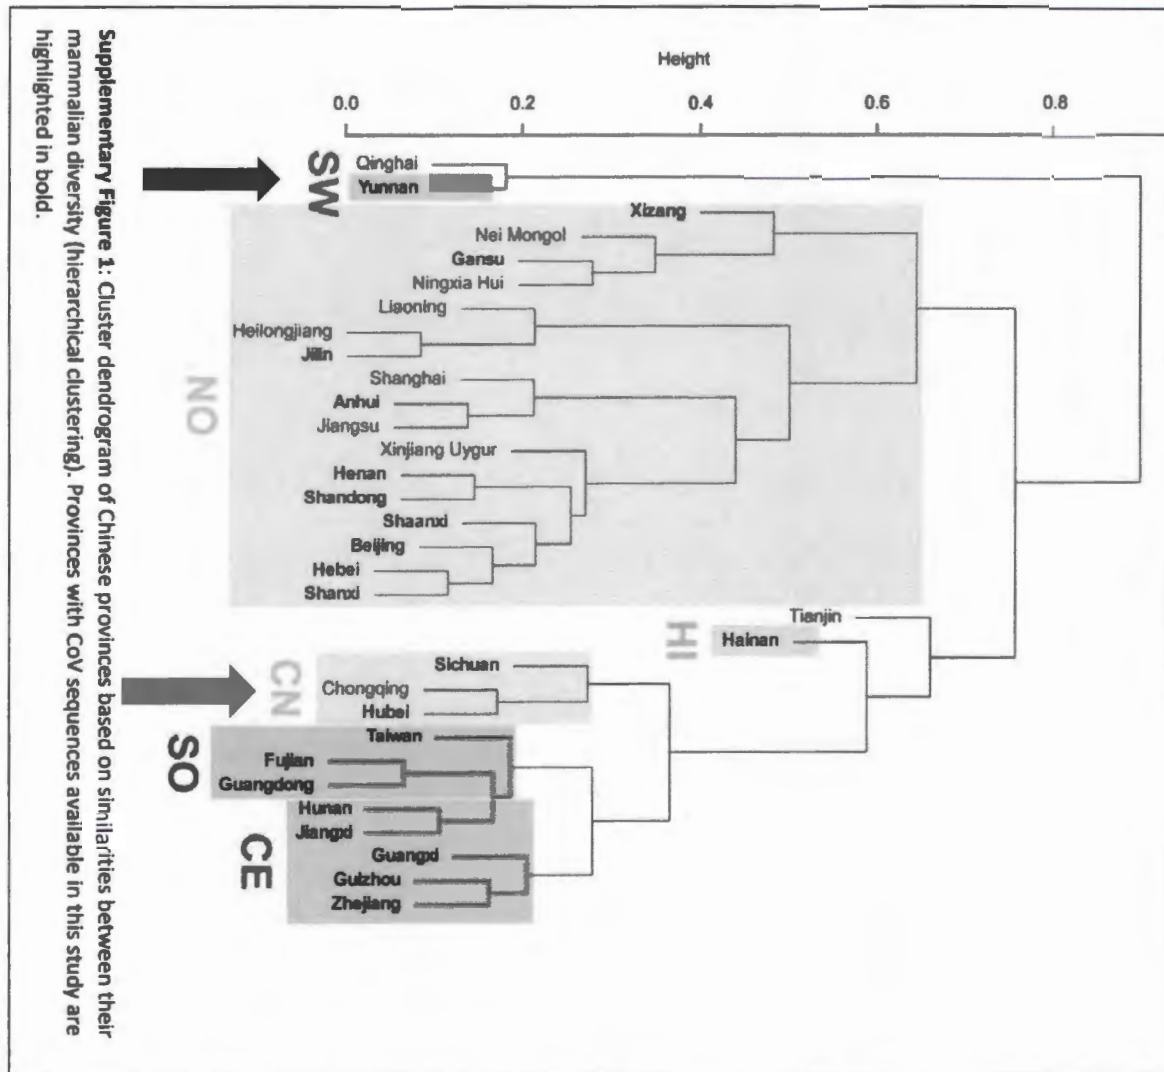 Height
0.0
0.2
0.4
0.6
0.8
Qinghai
Yunnan
SW
Xizang
Nei Mongol
Gansu
Ningxia Hui
Liaoning
Heilongjiang
Jilin
Shanghai
Anhui
Jiangsu
NO
Xinjiang Uygur
Henan
Shandong
Shaanxi
Beijing
Hebei
Shanxi
Tianjin
Hainan
HI
Sichuan
Chongqing
Hubei
CN
Taiwan
Fujian
Guangdong
SO
Hunan
Jiangxi
Guangxi
Guizhou
Zhejiang
CE
Supplementary Figure 1: Cluster dendrogram of Chinese provinces based on similarities between their
mammalian diversity (hierarchical clustering). Provinces with CoV sequences available in this study are
highlighted in bold.